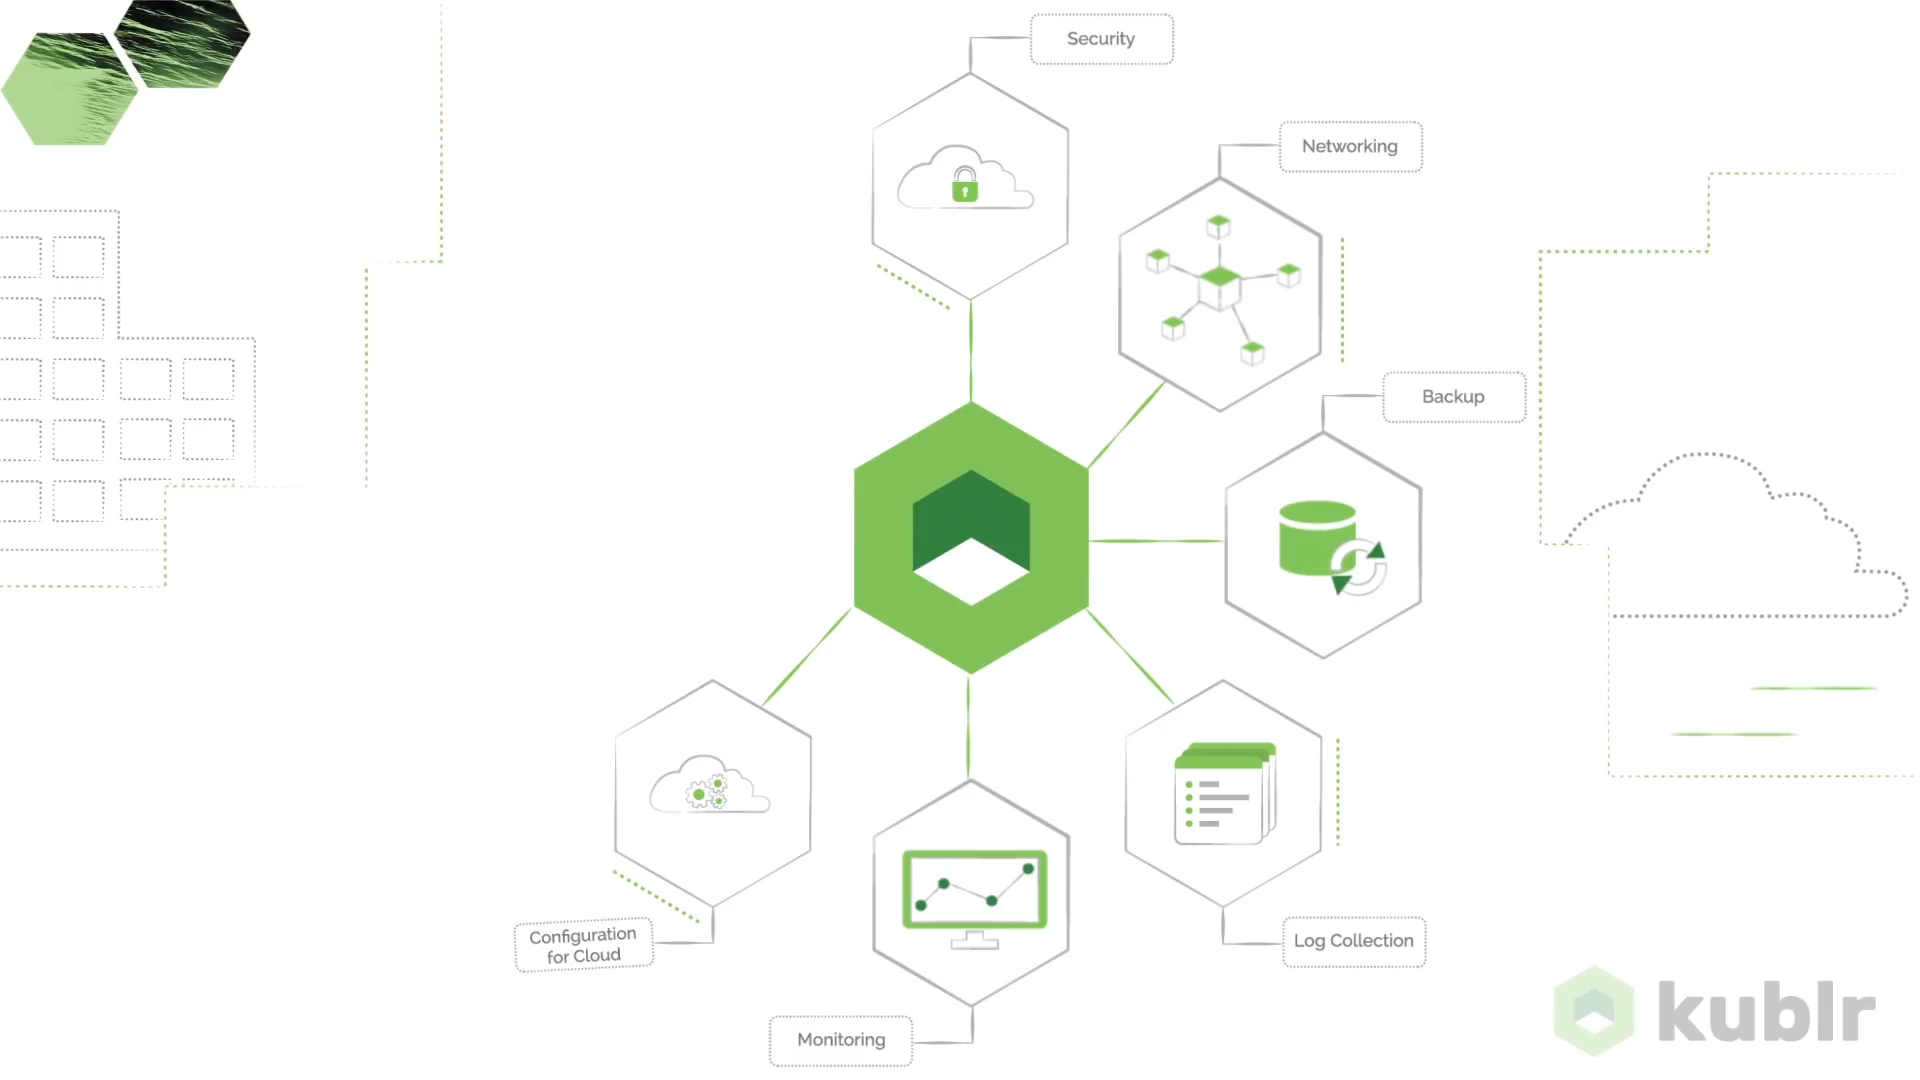 Security
Networking
Backup
Configuration
for Cloud
Log Collection
Monitoring
kublr